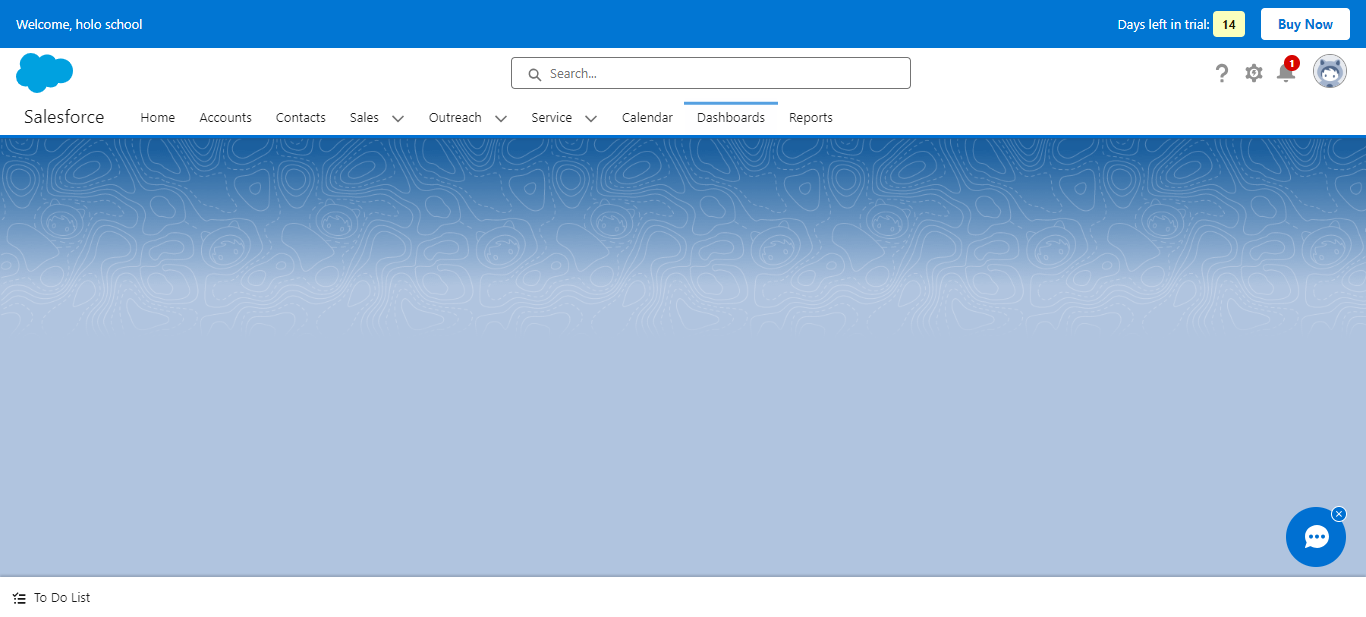 Welcome, holo school
Days left in trial: 14
Buy Now
Search...
1
Salesforce
Home
Accounts
Contacts
Sales
Outreach
Service
Calendar
Dashboards
Reports
To Do List